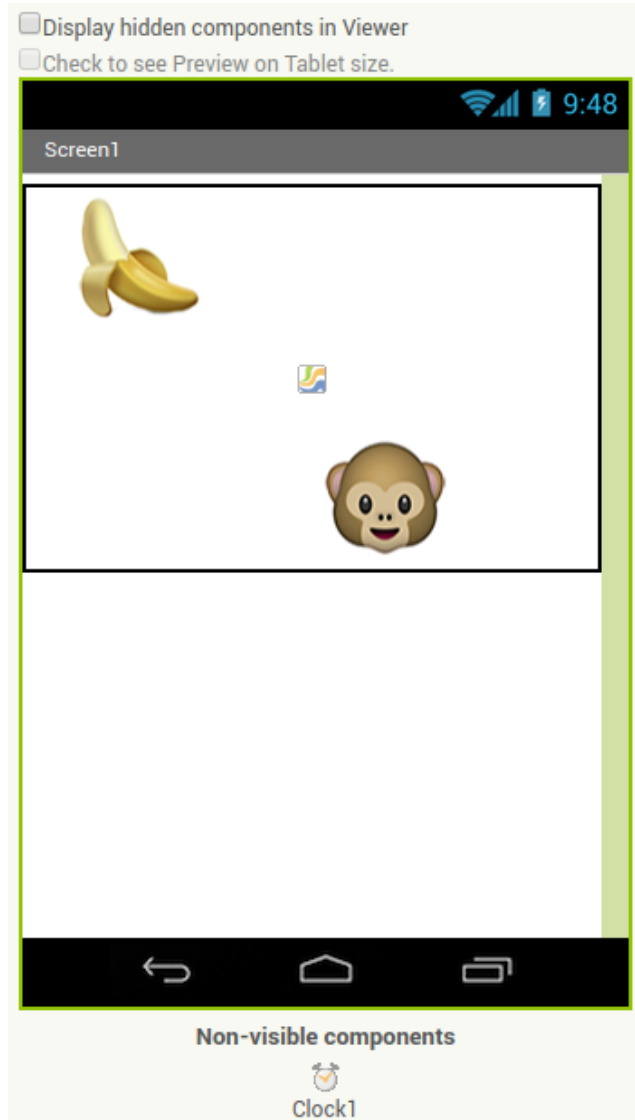 Display hidden components in Viewer
Check to see Preview on Tablet size.
9:48
Screen1
Non-visible components
Clock1